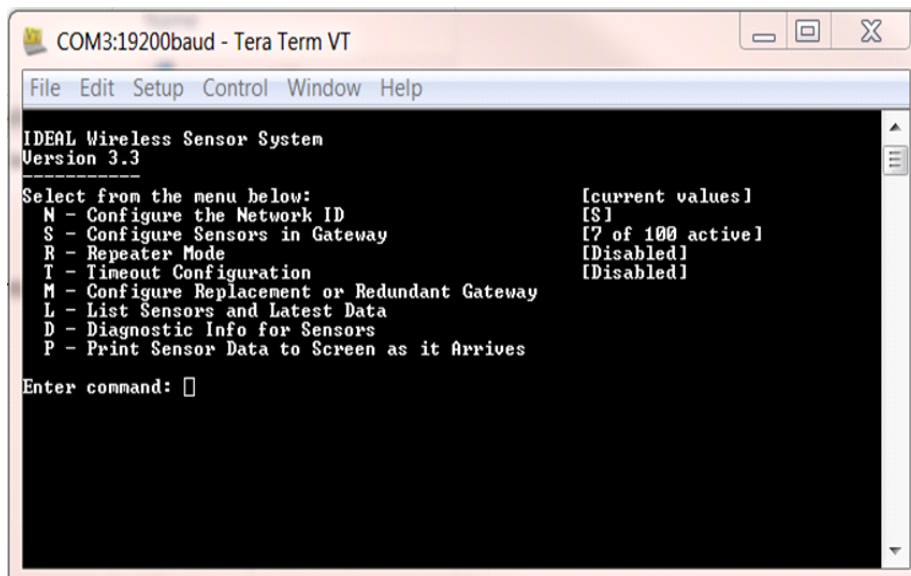 COM3:19200baud - Tera Term VT
File Edit Setup Control Window Help
IDEAL Wireless Sensor System
Version 3.3
-----------
Select from the menu below: [current values]
N - Configure the Network ID [S]
S - Configure Sensors in Gateway [7 of 100 active]
R - Repeater Mode [Disabled]
T - Timeout Configuration [Disabled]
M - Configure Replacement or Redundant Gateway
L - List Sensors and Latest Data
D - Diagnostic Info for Sensors
P - Print Sensor Data to Screen as it Arrives
Enter command: